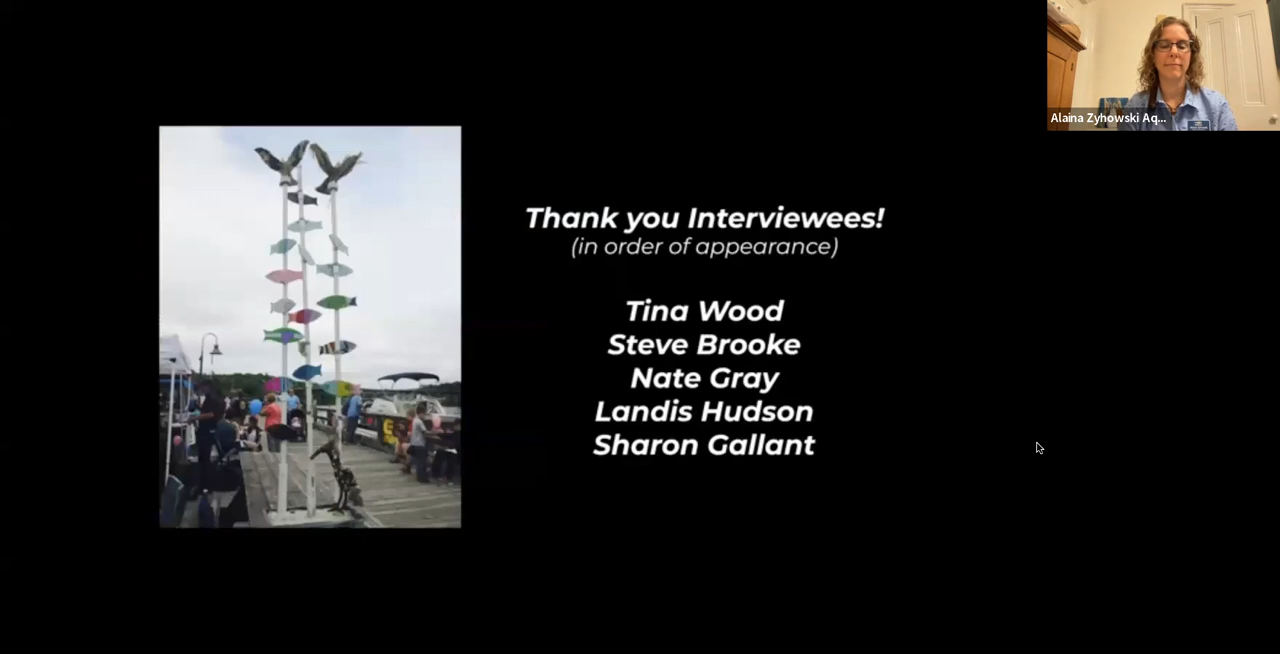 Thank you Interviewees!
(in order of appearance)
Tina Wood
Steve Brooke
Nate Gray
Landis Hudson
Sharon Gallant
Alaina Zyhowski Aq...